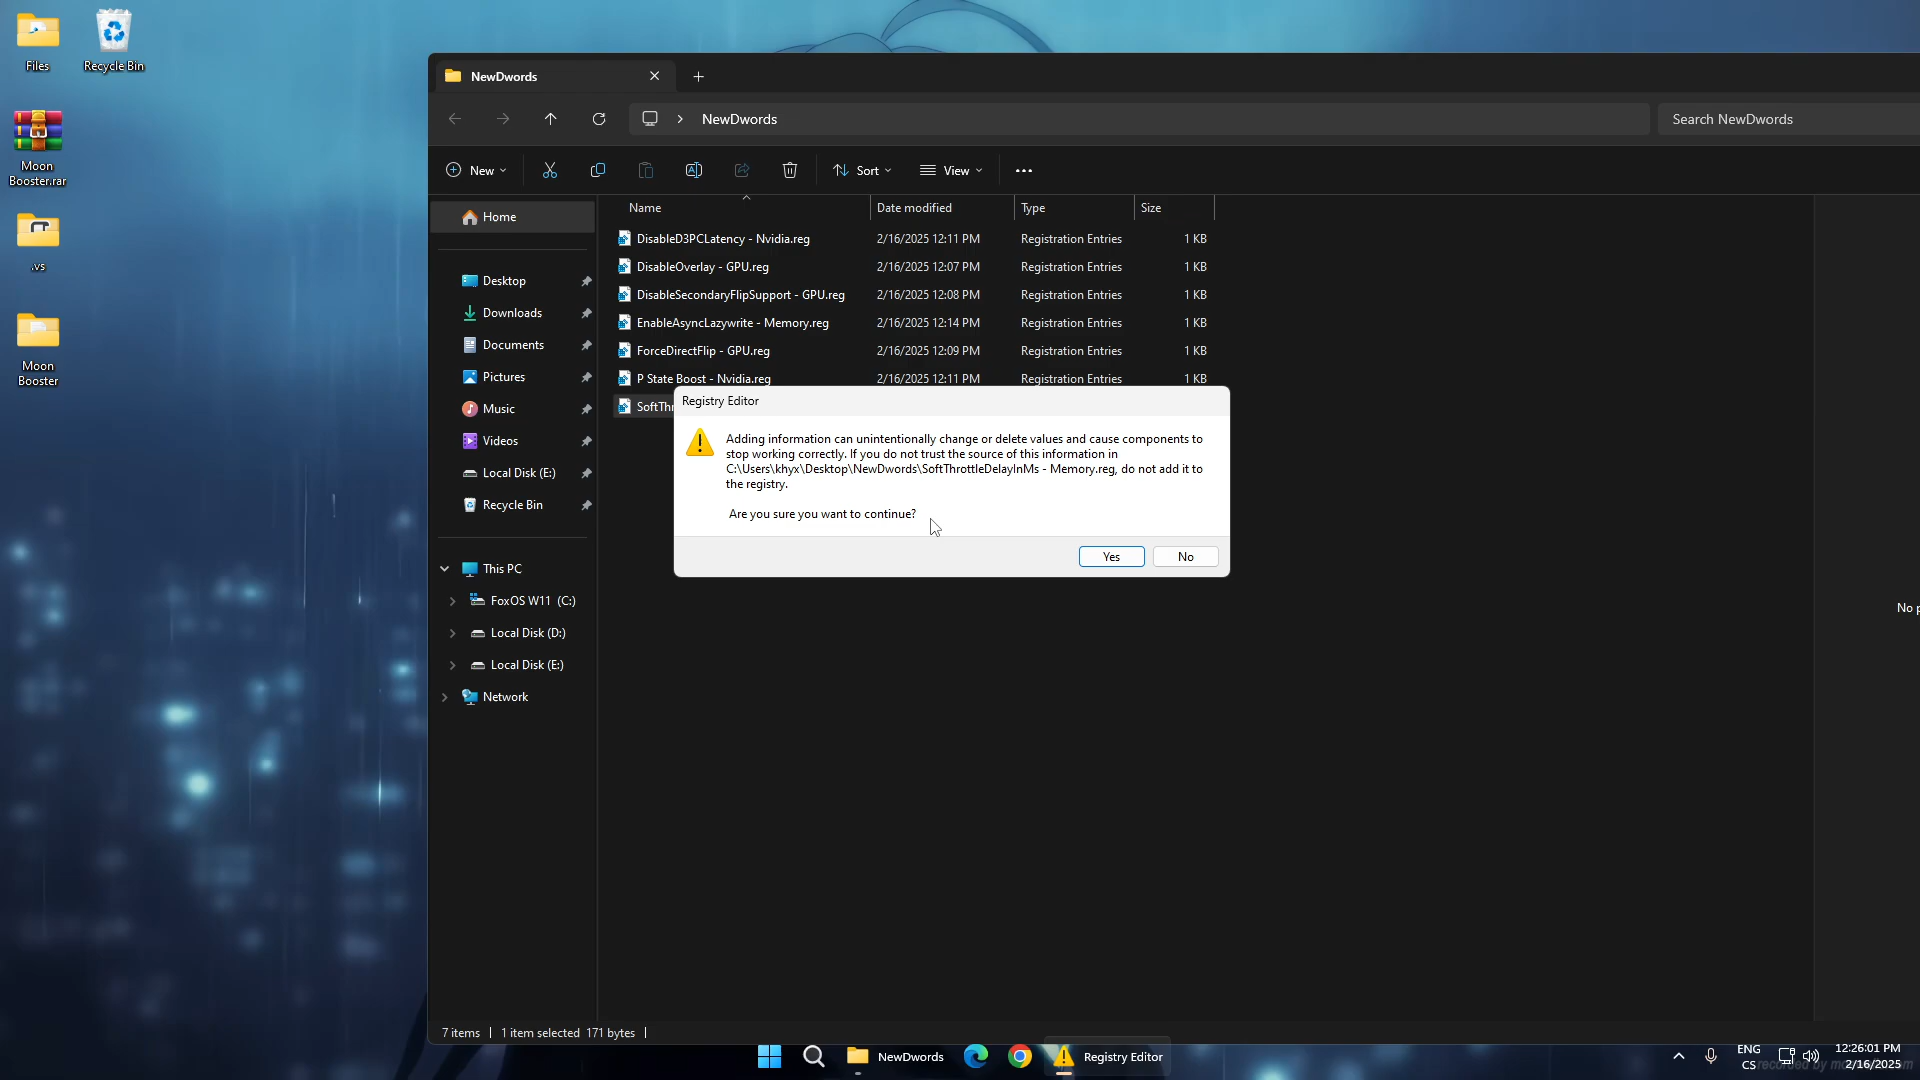 Files
Recycle Bin
Moon
Booster.rar
.vs
Moon
Booster
NewDwords
NewDwords
Search NewDwords
New
Sort
View
Home
Desktop
Downloads
Documents
Pictures
Music
Videos
Local Disk (E:)
Recycle Bin
This PC
FoxOS W11 (C:)
Local Disk (D:)
Local Disk (E:)
Network
Name Date modified Type Size
DisableD3PCLatency - Nvidia.reg 2/16/2025 12:11 PM Registration Entries 1 KB
DisableOverlay - GPU.reg 2/16/2025 12:07 PM Registration Entries 1 KB
DisableSecondaryFlipSupport - GPU.reg 2/16/2025 12:08 PM Registration Entries 1 KB
EnableAsyncLazywrite - Memory.reg 2/16/2025 12:14 PM Registration Entries 1 KB
ForceDirectFlip - GPU.reg 2/16/2025 12:09 PM Registration Entries 1 KB
P State Boost - Nvidia.reg 2/16/2025 12:11 PM Registration Entries 1 KB
SoftThr
Registry Editor
Adding information can unintentionally change or delete values and cause components to
stop working correctly. If you do not trust the source of this information in
C:\Users\khyx\Desktop\NewDwords\SoftThrottleDelayInMs - Memory.reg, do not add it to
the registry.
Are you sure you want to continue?
Yes No
No
7 items 1 item selected 171 bytes
NewDwords
Registry Editor
ENG
CS
12:26:01 PM
2/16/2025
recorded by